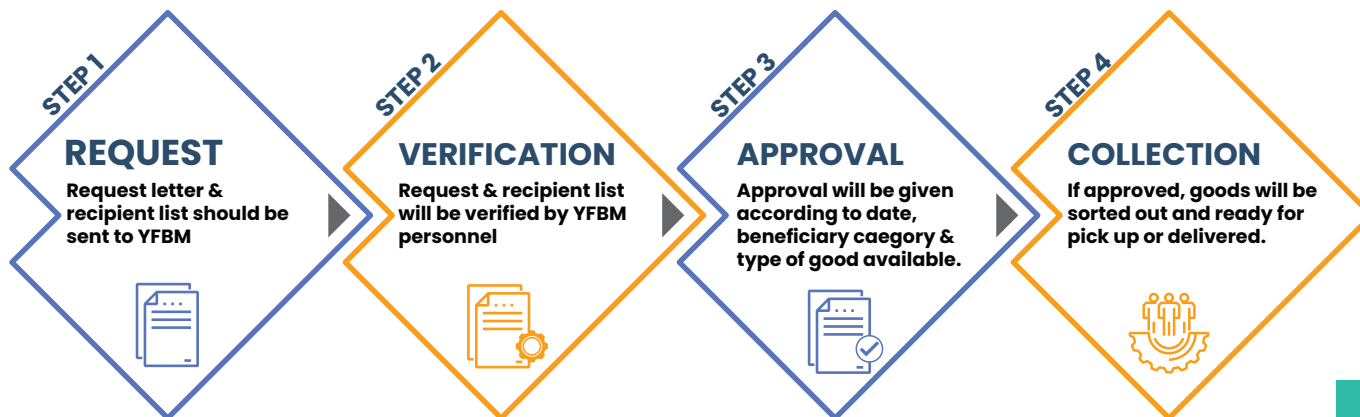 STEP 1
REQUEST
Request letter &
recipient list should be
sent to YFBM
STEP 2
VERIFICATION
Request & recipient list
will be verified by YFBM
personnel
STEP 3
APPROVAL
Approval will be given
according to date,
beneficiary caegory &
type of good available.
STEP 4
COLLECTION
If approved, goods will be
sorted out and ready for
pick up or delivered.